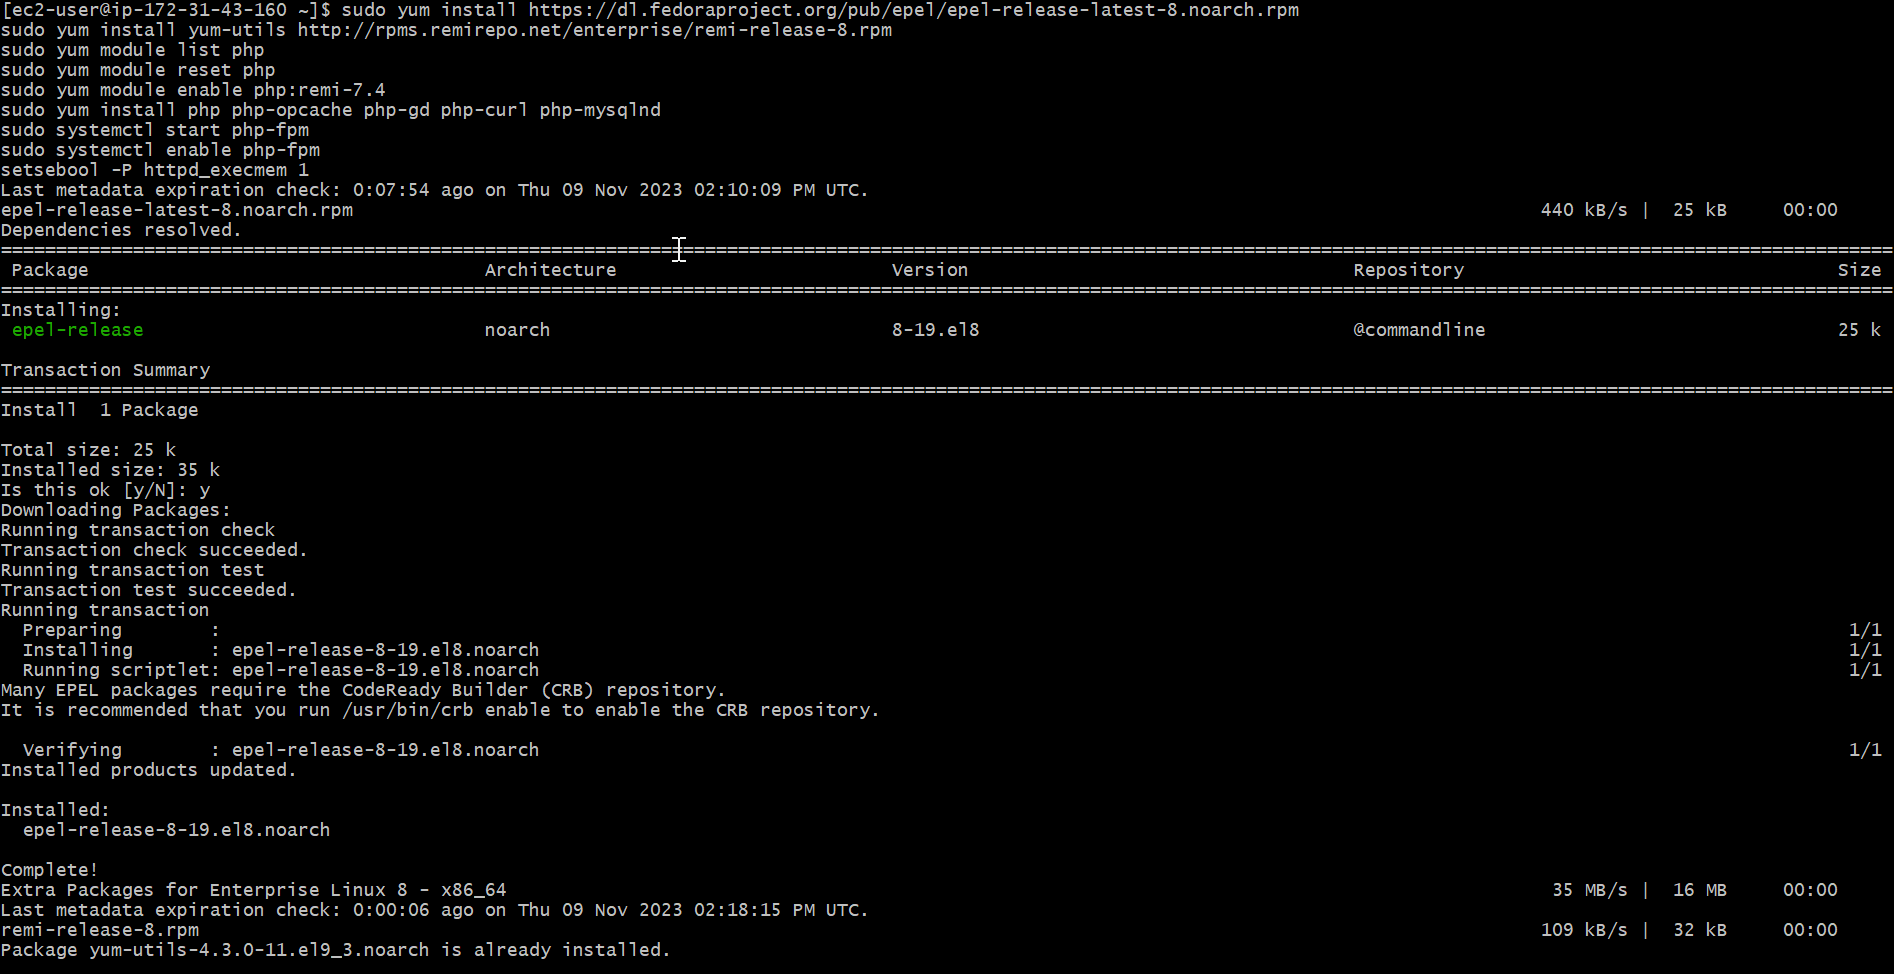 [ec2-user@ip-172-31-43-160 ~]$ sudo yum install https://dl.fedoraproject.org/pub/epel/epel-release-latest-8.noarch.rpm
sudo yum install yum-utils http://rpms.remirepo.net/enterprise/remi-release-8.rpm
sudo yum module list php
sudo yum module reset php
sudo yum module enable php:remi-7.4
sudo yum install php php-opcache php-gd php-curl php-mysqlnd
sudo systemctl start php-fpm
sudo systemctl enable php-fpm
setsebool -P httpd_execmem 1
Last metadata expiration check: 0:07:54 ago on Thu 09 Nov 2023 02:10:09 PM UTC.
epel-release-latest-8.noarch.rpm 440 kB/s | 25 kB 00:00
Dependencies resolved.
================================================================================
Package Architecture Version Repository Size
================================================================================
Installing:
epel-release noarch 8-19.el8 @commandline 25 k
Transaction Summary
================================================================================
Install 1 Package
Total size: 25 k
Installed size: 35 k
Is this ok [y/N]: y
Downloading Packages:
Running transaction check
Transaction check succeeded.
Running transaction test
Transaction test succeeded.
Running transaction
Preparing : 1/1
Installing : epel-release-8-19.el8.noarch 1/1
Running scriptlet: epel-release-8-19.el8.noarch 1/1
Many EPEL packages require the CodeReady Builder (CRB) repository.
It is recommended that you run /usr/bin/crb enable to enable the CRB repository.
Verifying : epel-release-8-19.el8.noarch 1/1
Installed products updated.
Installed:
epel-release-8-19.el8.noarch
Complete!
Extra Packages for Enterprise Linux 8 - x86_64 35 MB/s | 16 MB 00:00
Last metadata expiration check: 0:00:06 ago on Thu 09 Nov 2023 02:18:15 PM UTC.
remi-release-8.rpm 109 kB/s | 32 kB 00:00
Package yum-utils-4.3.0-11.el9_3.noarch is already installed.